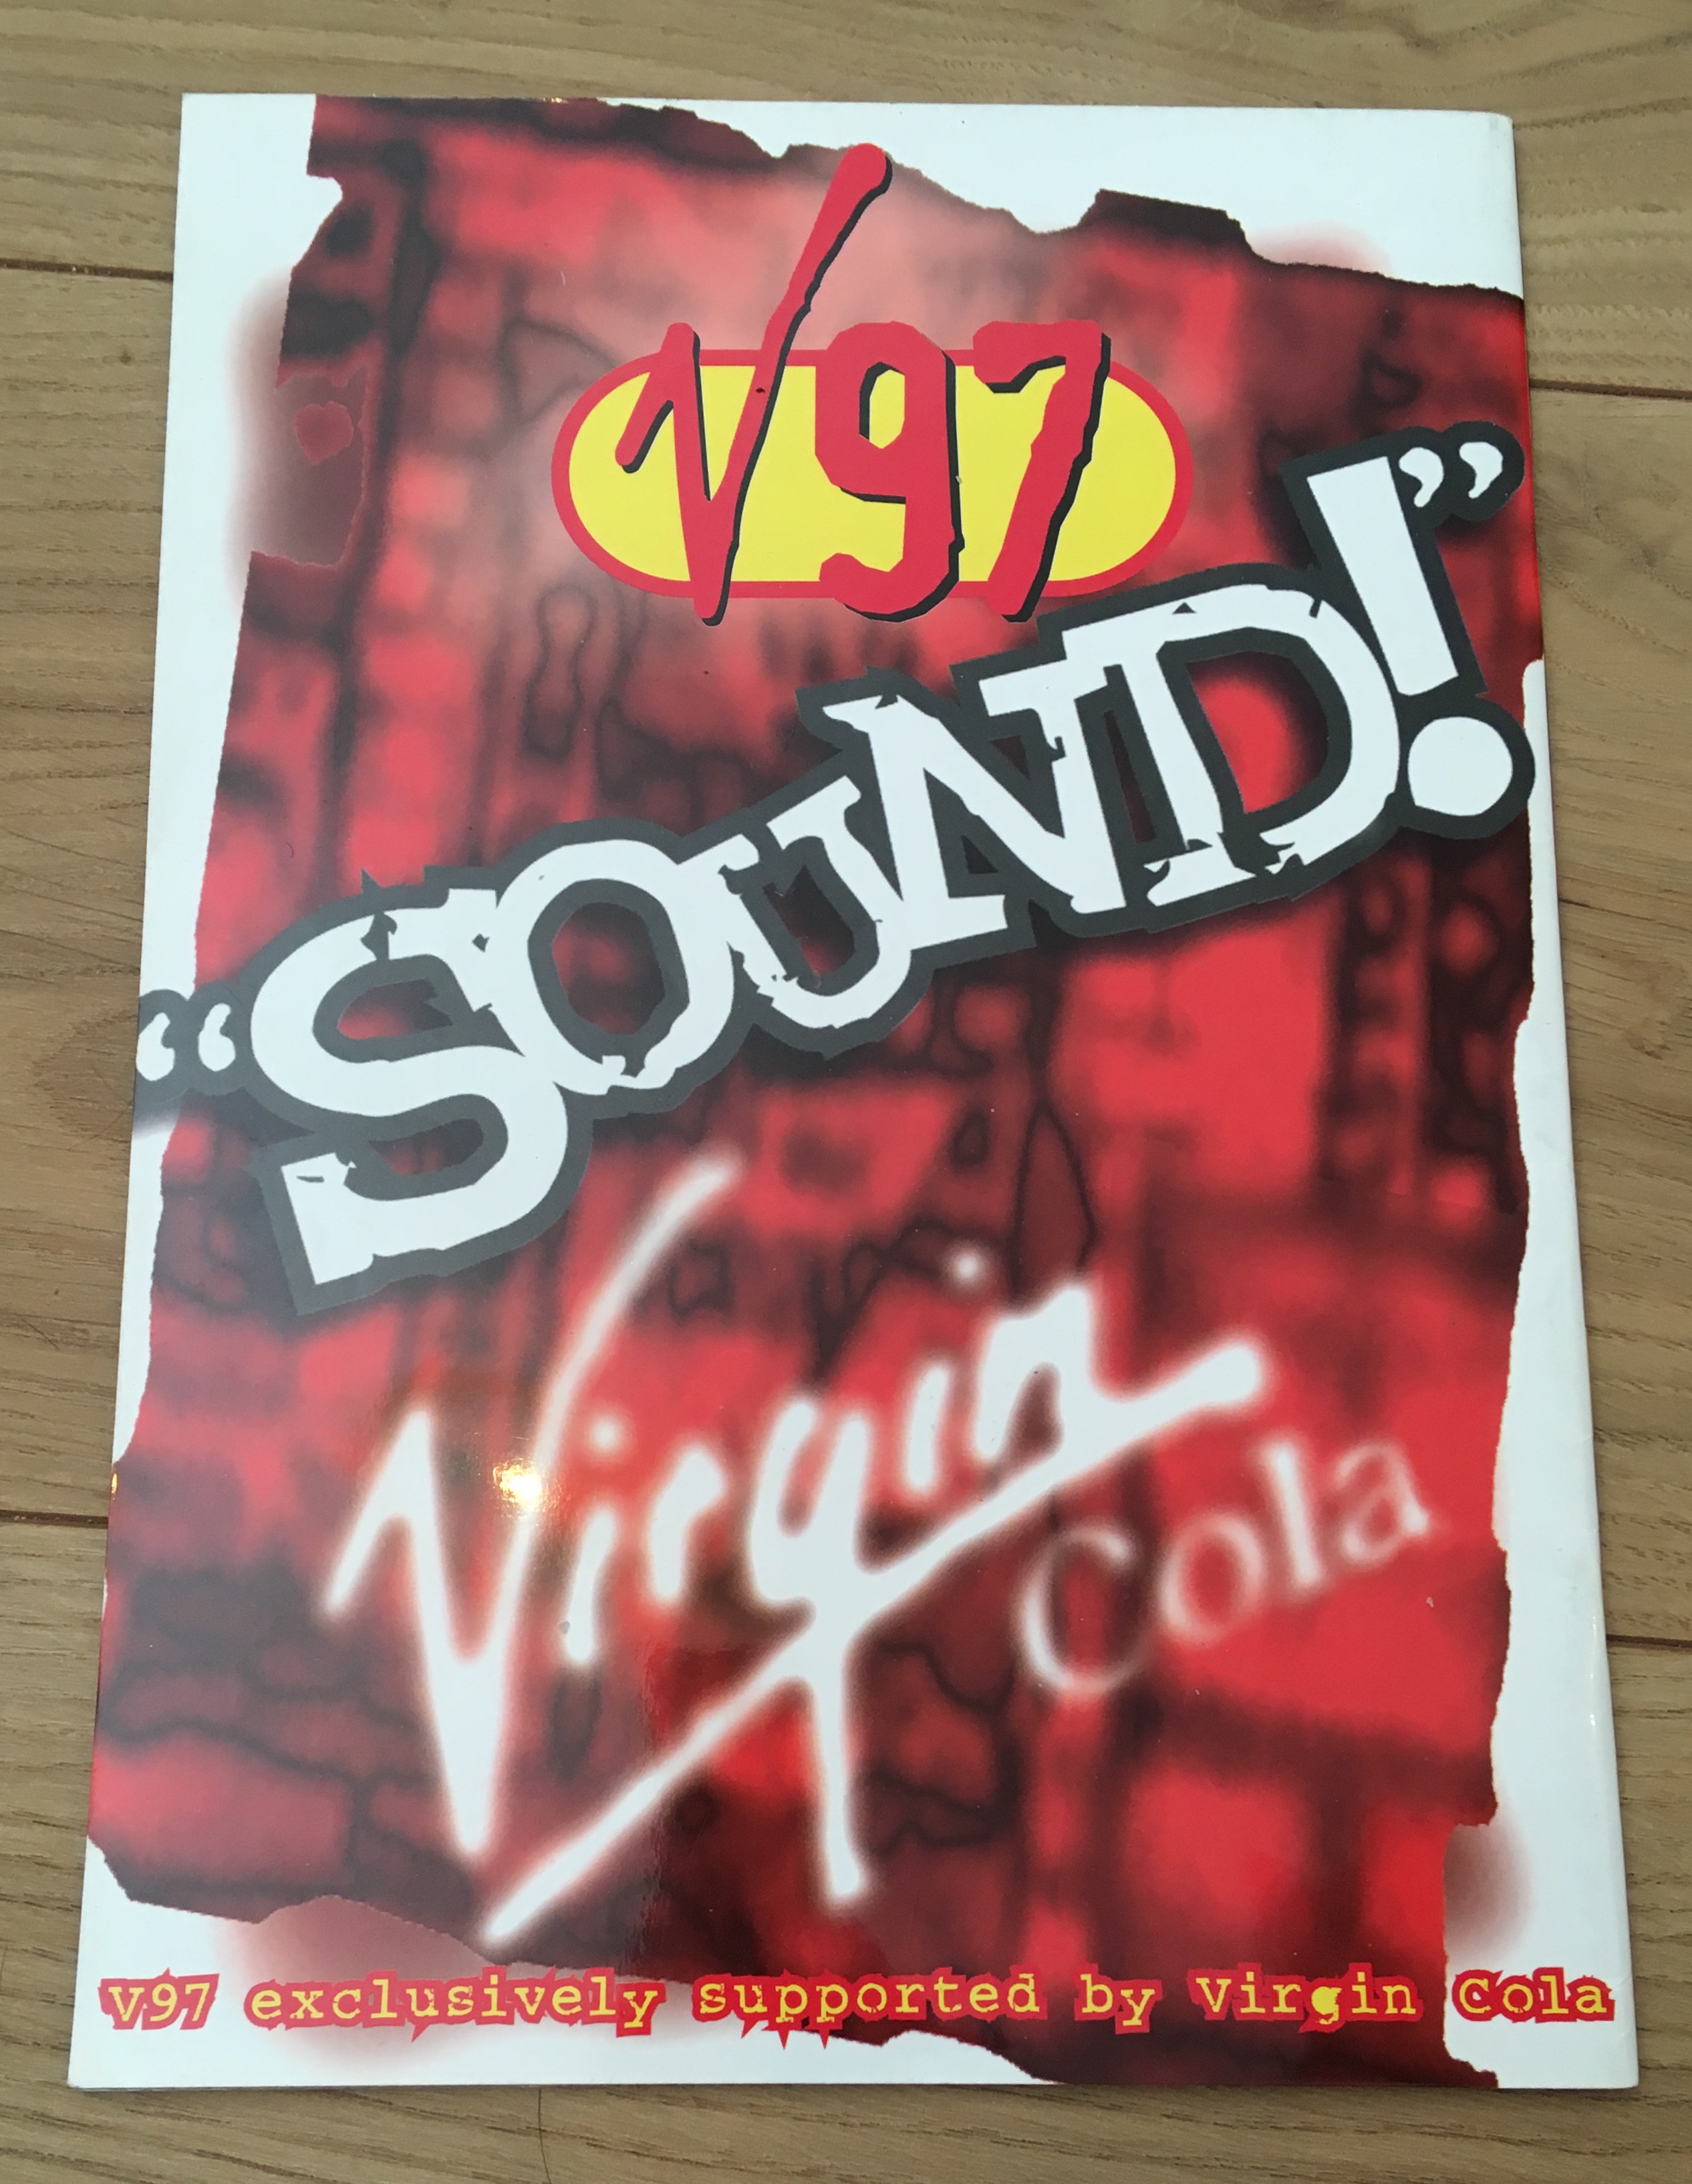 V97
“SOUND!”
Virgin
Cola
V97 exclusively supported by Virgin Cola